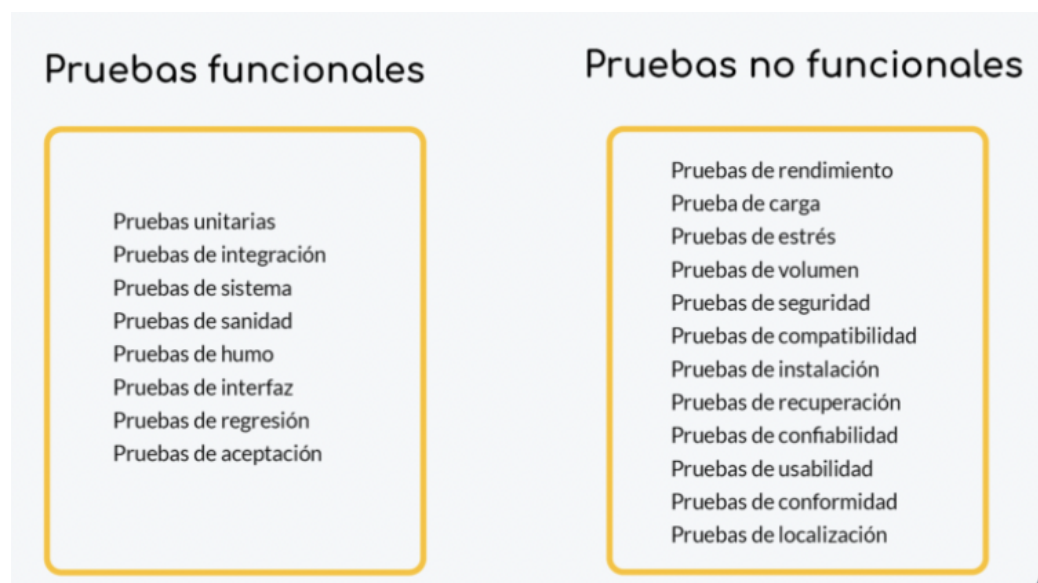 Pruebas funcionales
Pruebas unitarias
Pruebas de integración
Pruebas de sistema
Pruebas de sanidad
Pruebas de humo
Pruebas de interfaz
Pruebas de regresión
Pruebas de aceptación
Pruebas no funcionales
Pruebas de rendimiento
Prueba de carga
Pruebas de estrés
Pruebas de volumen
Pruebas de seguridad
Pruebas de compatibilidad
Pruebas de instalación
Pruebas de recuperación
Pruebas de confiabilidad
Pruebas de usabilidad
Pruebas de conformidad
Pruebas de localización